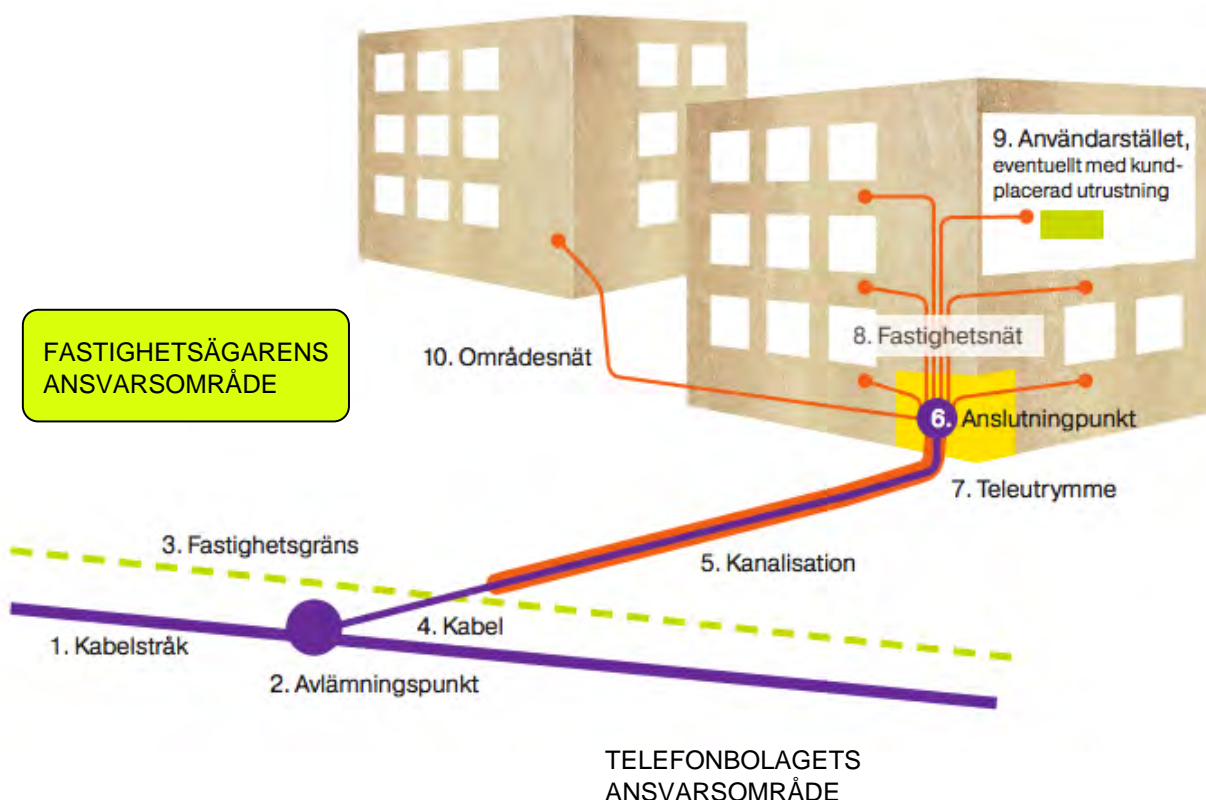 9. Användarstället,
eventuellt med kund-
placerad utrustning
8. Fastighetsnät
FASTIGHETSÄGARENS
ANSVARSOMRÅDE
10. Områdesnät
6. Anslutningpunkt
7. Teleutrymme
3. Fastighetsgräns
5. Kanalisation
4. Kabel
1. Kabelstråk
2. Avlämningspunkt
TELEFONBOLAGETS
ANSVARSOMRÅDE